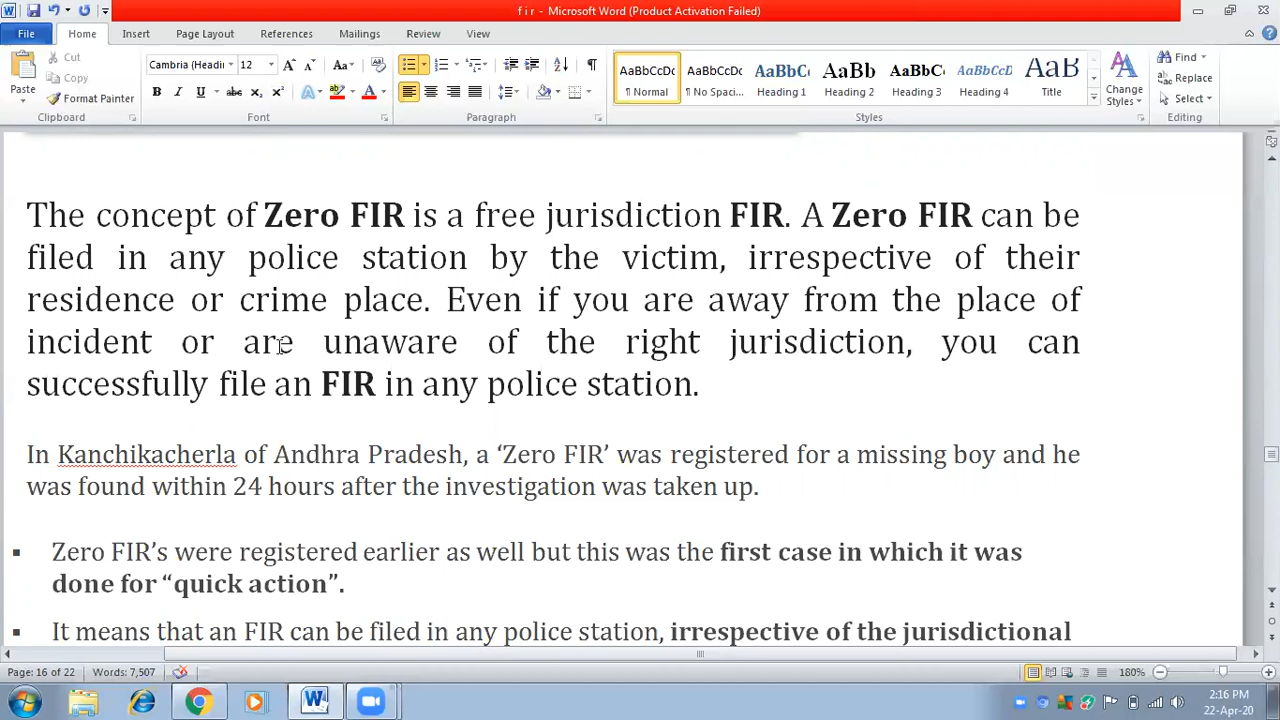 f i r - Microsoft Word (Product Activation Failed)
File Home Insert Page Layout References Mailings Review View
Paste
Cut
Copy
Format Painter
Clipboard
Cambria (Headin 12
Font
Paragraph
AaBbCcDc AaBbCcDc AaBbC AaBb AaBbC AaBbCcD AaB
¶ Normal ¶ No Spaci... Heading 1 Heading 2 Heading 3 Heading 4 Title
Styles
Change Styles
Find
Replace
Select
Editing
The concept of Zero FIR is a free jurisdiction FIR. A Zero FIR can be
filed in any police station by the victim, irrespective of their
residence or crime place. Even if you are away from the place of
incident or are unaware of the right jurisdiction, you can
successfully file an FIR in any police station.
In Kanchikacherla of Andhra Pradesh, a ‘Zero FIR’ was registered for a missing boy and he
was found within 24 hours after the investigation was taken up.
▪ Zero FIR’s were registered earlier as well but this was the first case in which it was
done for “quick action”.
▪ It means that an FIR can be filed in any police station, irrespective of the jurisdictional
Page: 16 of 22 Words: 7,507 180%
2:16 PM
22-Apr-20